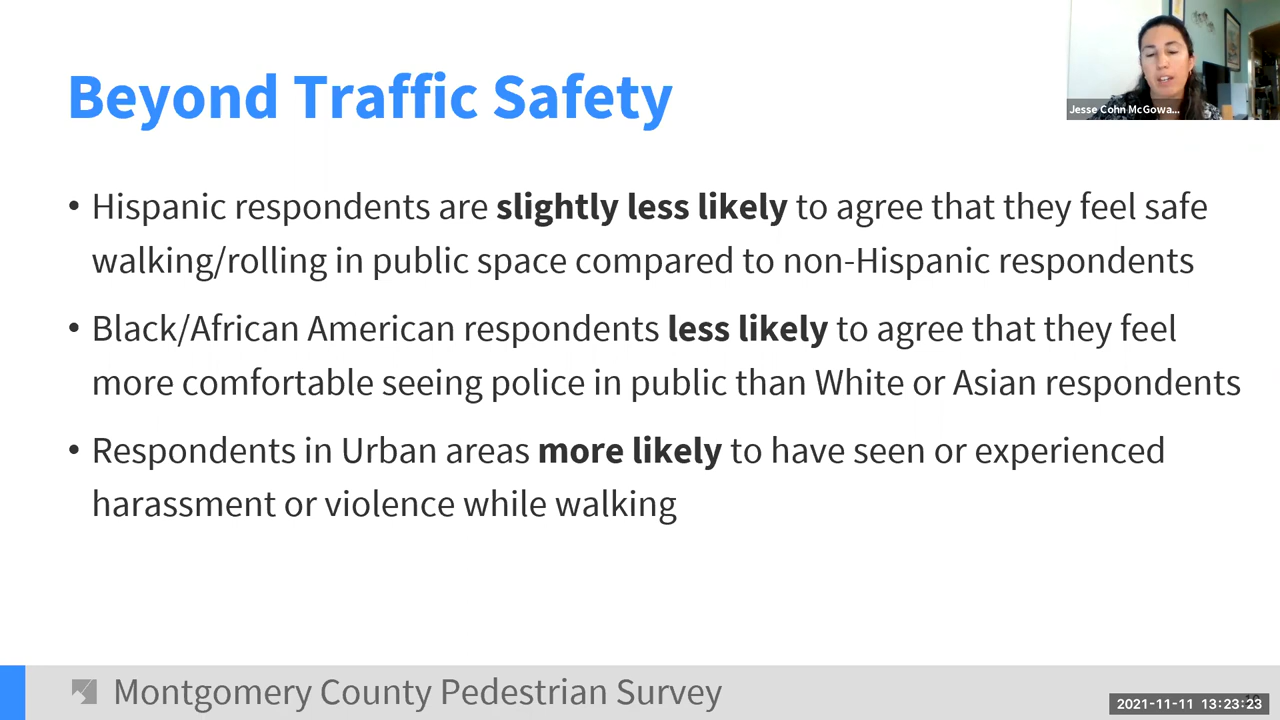 Beyond Traffic Safety
Jesse Cohn McGowa...
• Hispanic respondents are slightly less likely to agree that they feel safe
walking/rolling in public space compared to non-Hispanic respondents
• Black/African American respondents less likely to agree that they feel
more comfortable seeing police in public than White or Asian respondents
• Respondents in Urban areas more likely to have seen or experienced
harassment or violence while walking
Montgomery County Pedestrian Survey
2021-11-11 13:23:23